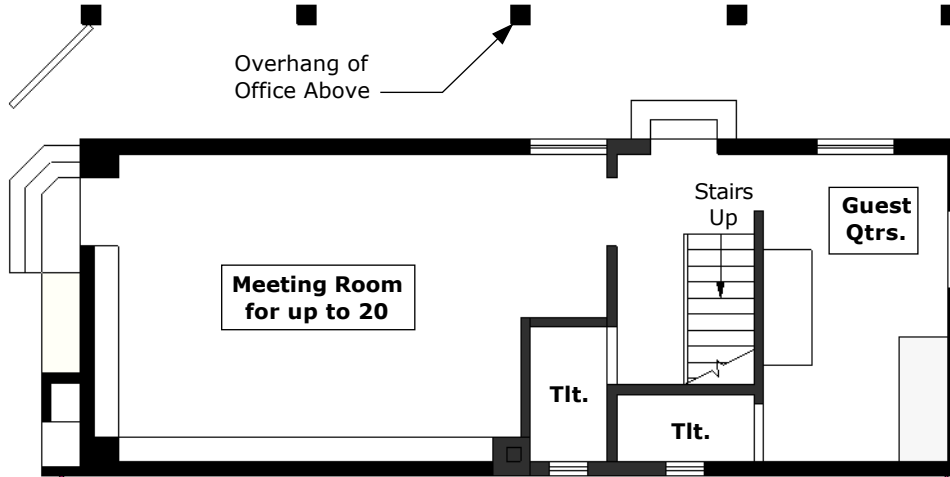 Overhang of
Office Above
Stairs
Up
Guest
Qtrs.
Meeting Room
for up to 20
Tlt.
Tlt.